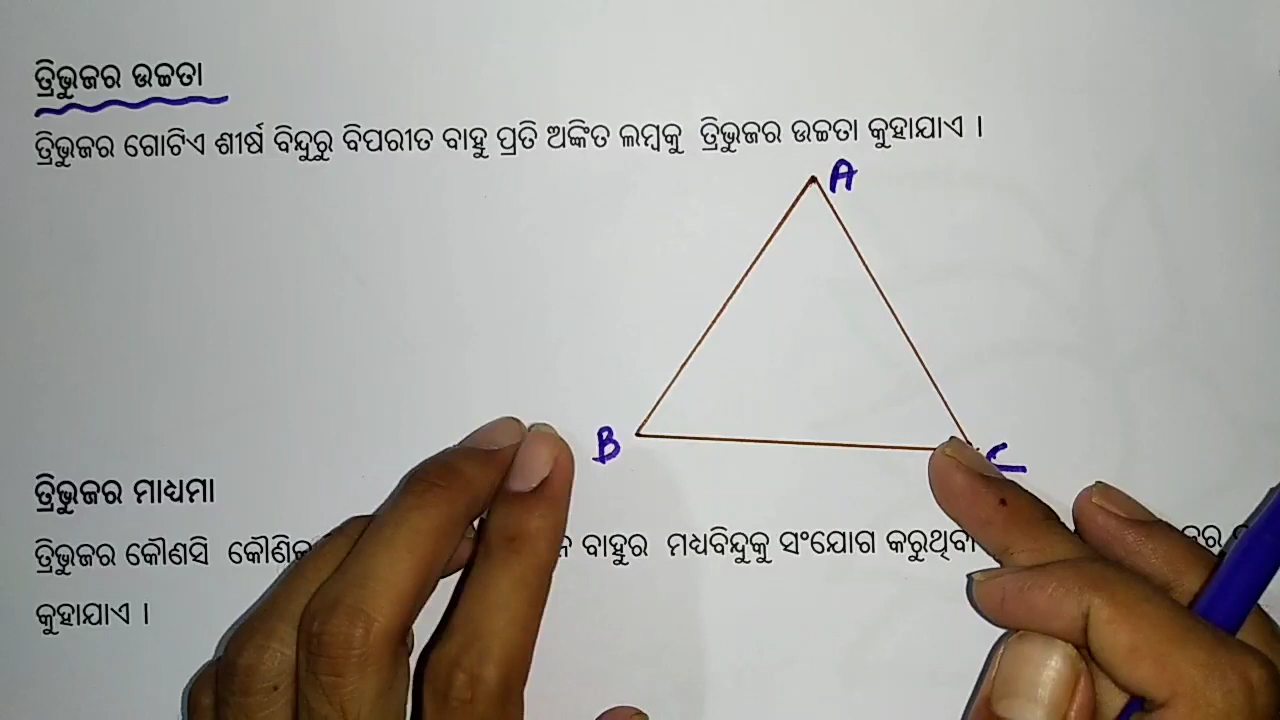 ତ୍ରିଭୁଜର ଉଚ୍ଚତା
ତ୍ରିଭୁଜର ଗୋଟିଏ ଶୀର୍ଷ ବିନ୍ଦୁରୁ ବିପରୀତ ବାହୁ ପ୍ରତି ଅଙ୍କିତ ଲମ୍ବକୁ ତ୍ରିଭୁଜର ଉଚ୍ଚତା କୁହାଯାଏ ।
A
B
C
ତ୍ରିଭୁଜର ମାଧ୍ୟମା
ତ୍ରିଭୁଜର କୌଣସି ବାହୁର ମଧ୍ୟବିନ୍ଦୁକୁ ସଂଯୋଗ କରୁଥିବା
କୁହାଯାଏ ।